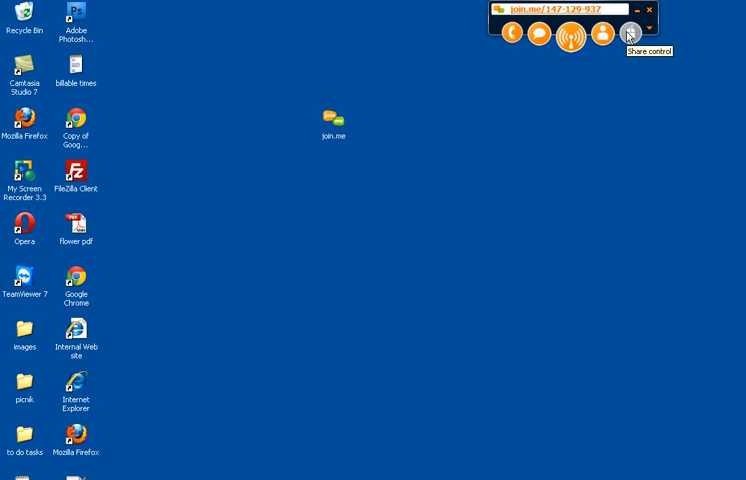 join.me/147-129-937
Share control
Recycle Bin
Adobe
Photosh...
Camtasia
Studio 7
billable times
Mozilla Firefox
Copy of
Goog...
join.me
My Screen
Recorder 3.3
FileZilla Client
Opera
flower pdf
TeamViewer 7
Google
Chrome
images
Internal Web
site
picnik
Internet
Explorer
to do tasks
Mozilla Firefox